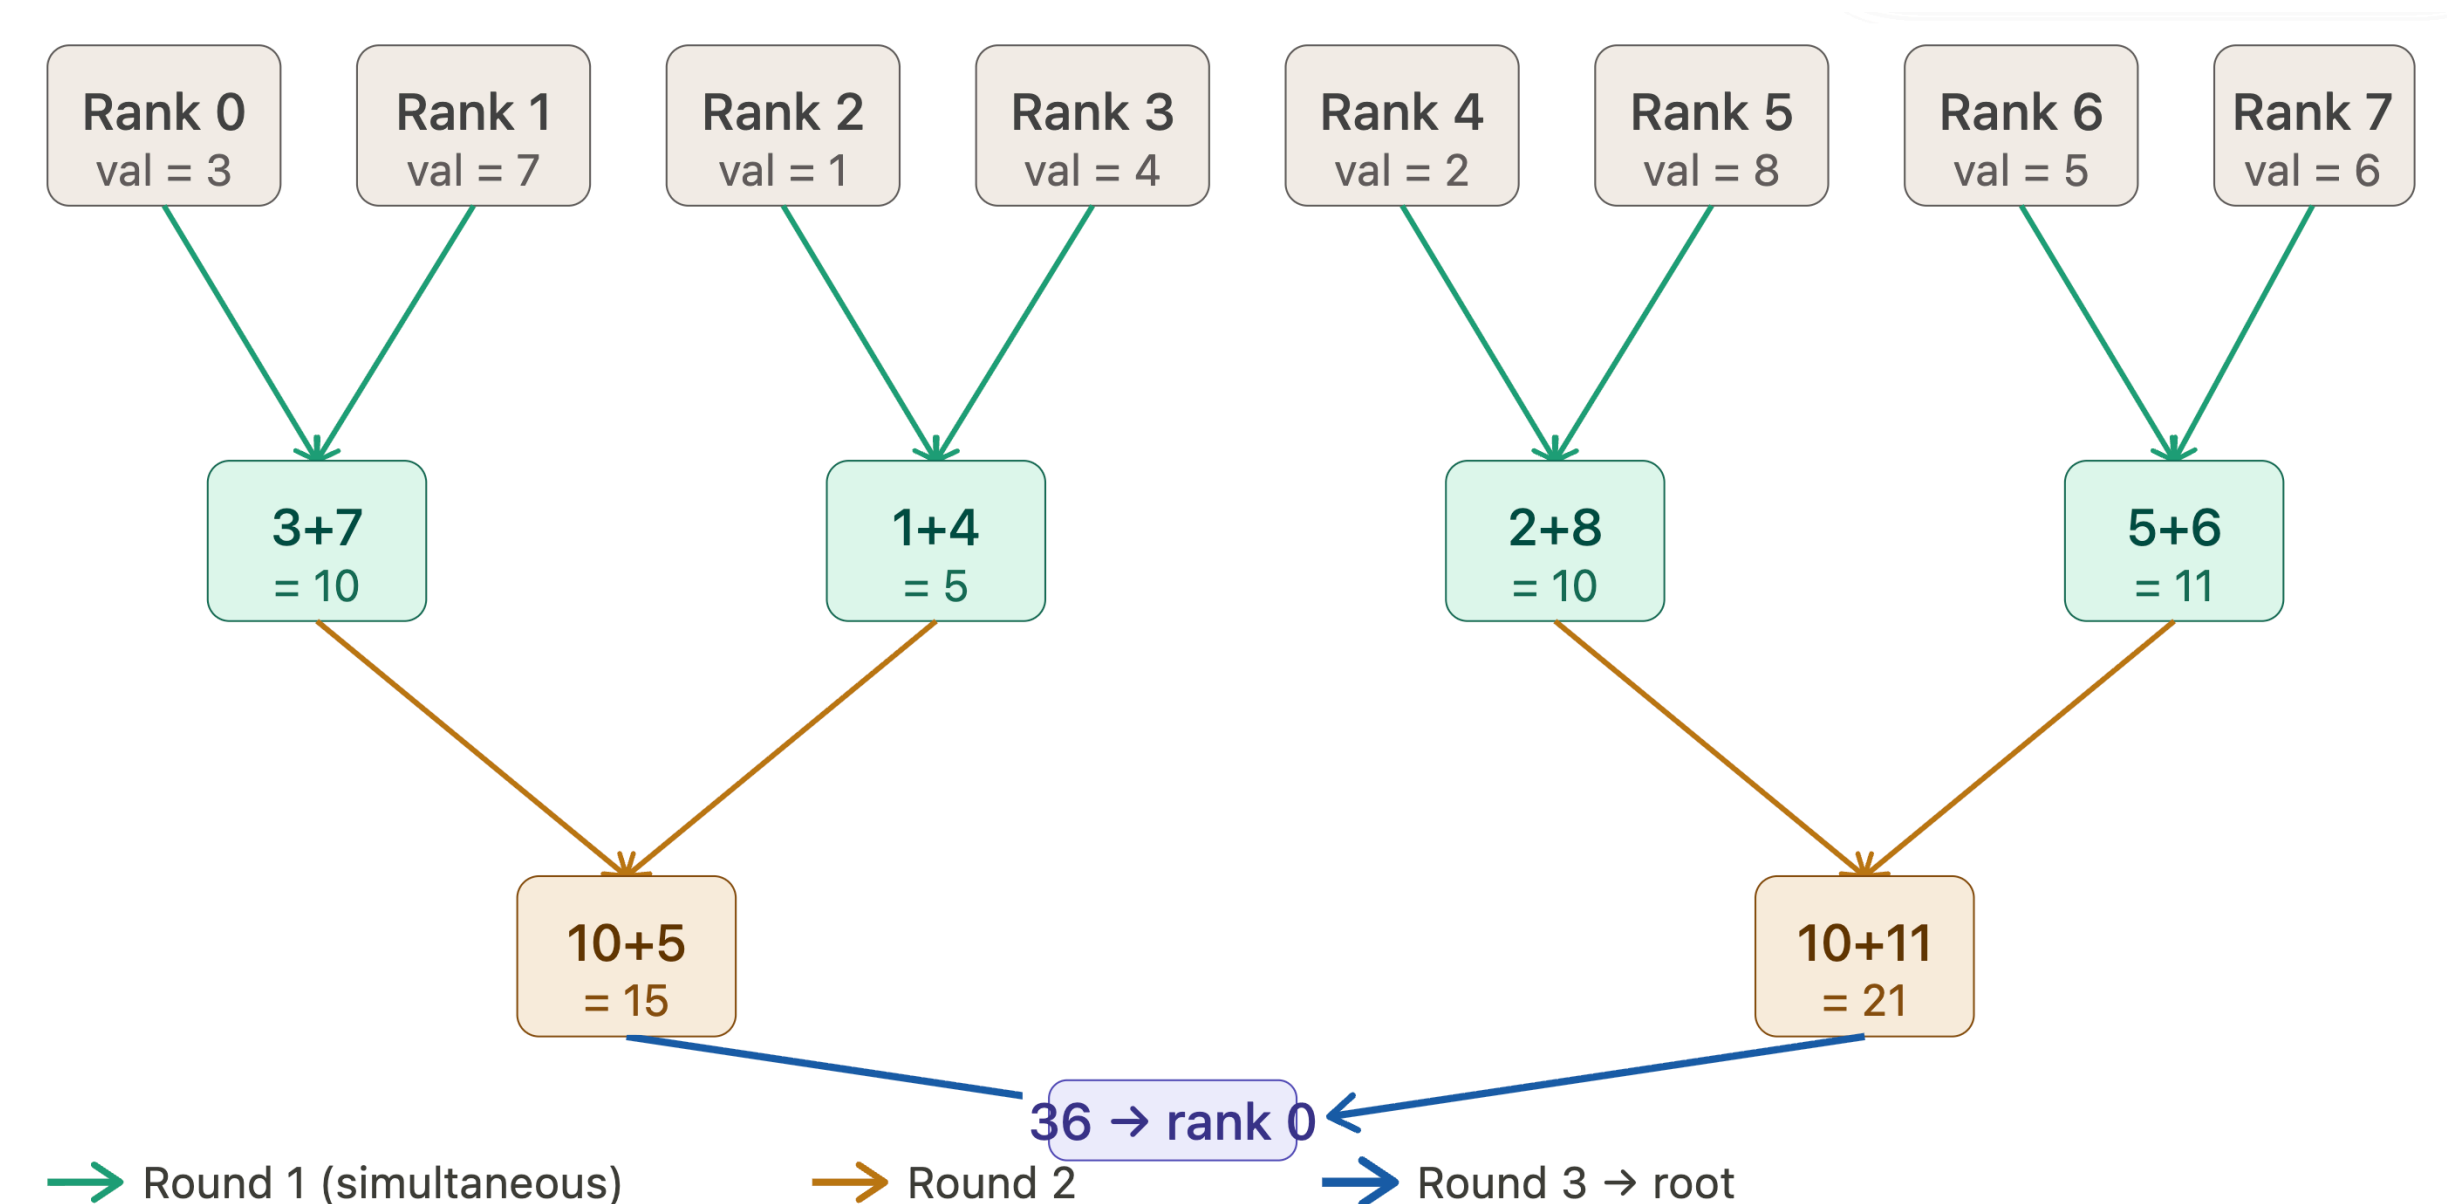 Rank 0
val = 3
Rank 1
val = 7
Rank 2
val = 1
Rank 3
val = 4
Rank 4
val = 2
Rank 5
val = 8
Rank 6
val = 5
Rank 7
val = 6
3+7
= 10
1+4
= 5
2+8
= 10
5+6
= 11
10+5
= 15
10+11
= 21
36 → rank 0
Round 1 (simultaneous)
Round 2
Round 3 → root